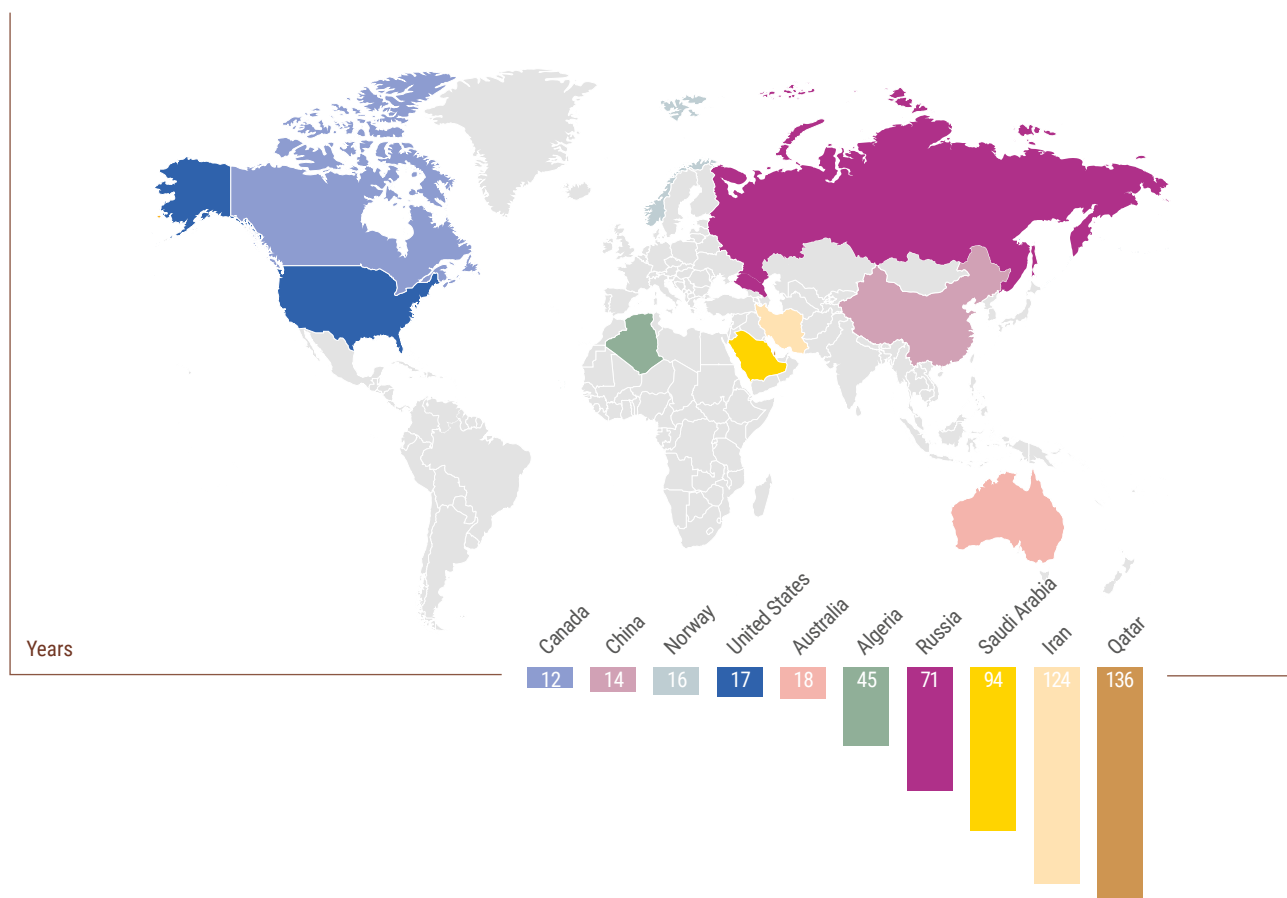 Years
Canada
China
Norway
United States
Australia
Algeria
Russia
Saudi Arabia
Iran
Qatar
12
14
16
17
18
45
71
94
124
136